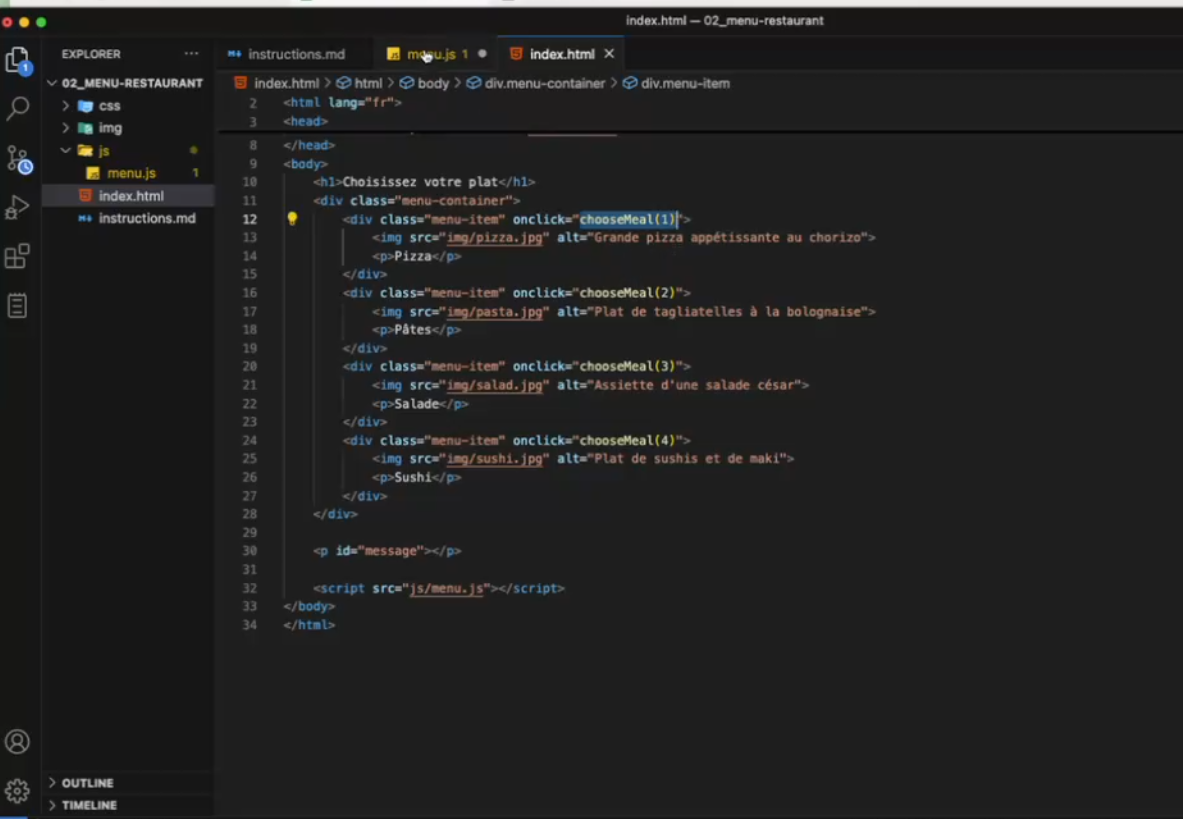 index.html — 02_menu-restaurant
EXPLORER ···
instructions.md
menu.js 1
index.html
02_MENU-RESTAURANT
css
img
js
menu.js 1
index.html
instructions.md
index.html > html > body > div.menu-container > div.menu-item
2 <html lang="fr">
3 <head>
8 </head>
9 <body>
10 <h1>Choisissez votre plat</h1>
11 <div class="menu-container">
12 <div class="menu-item" onclick="chooseMeal(1)">
13 <img src="img/pizza.jpg" alt="Grande pizza appétissante au chorizo">
14 <p>Pizza</p>
15 </div>
16 <div class="menu-item" onclick="chooseMeal(2)">
17 <img src="img/pasta.jpg" alt="Plat de tagliatelles à la bolognaise">
18 <p>Pâtes</p>
19 </div>
20 <div class="menu-item" onclick="chooseMeal(3)">
21 <img src="img/salad.jpg" alt="Assiette d'une salade césar">
22 <p>Salade</p>
23 </div>
24 <div class="menu-item" onclick="chooseMeal(4)">
25 <img src="img/sushi.jpg" alt="Plat de sushis et de maki">
26 <p>Sushi</p>
27 </div>
28 </div>
29
30 <p id="message"></p>
31
32 <script src="js/menu.js"></script>
33 </body>
34 </html>
1
OUTLINE
TIMELINE